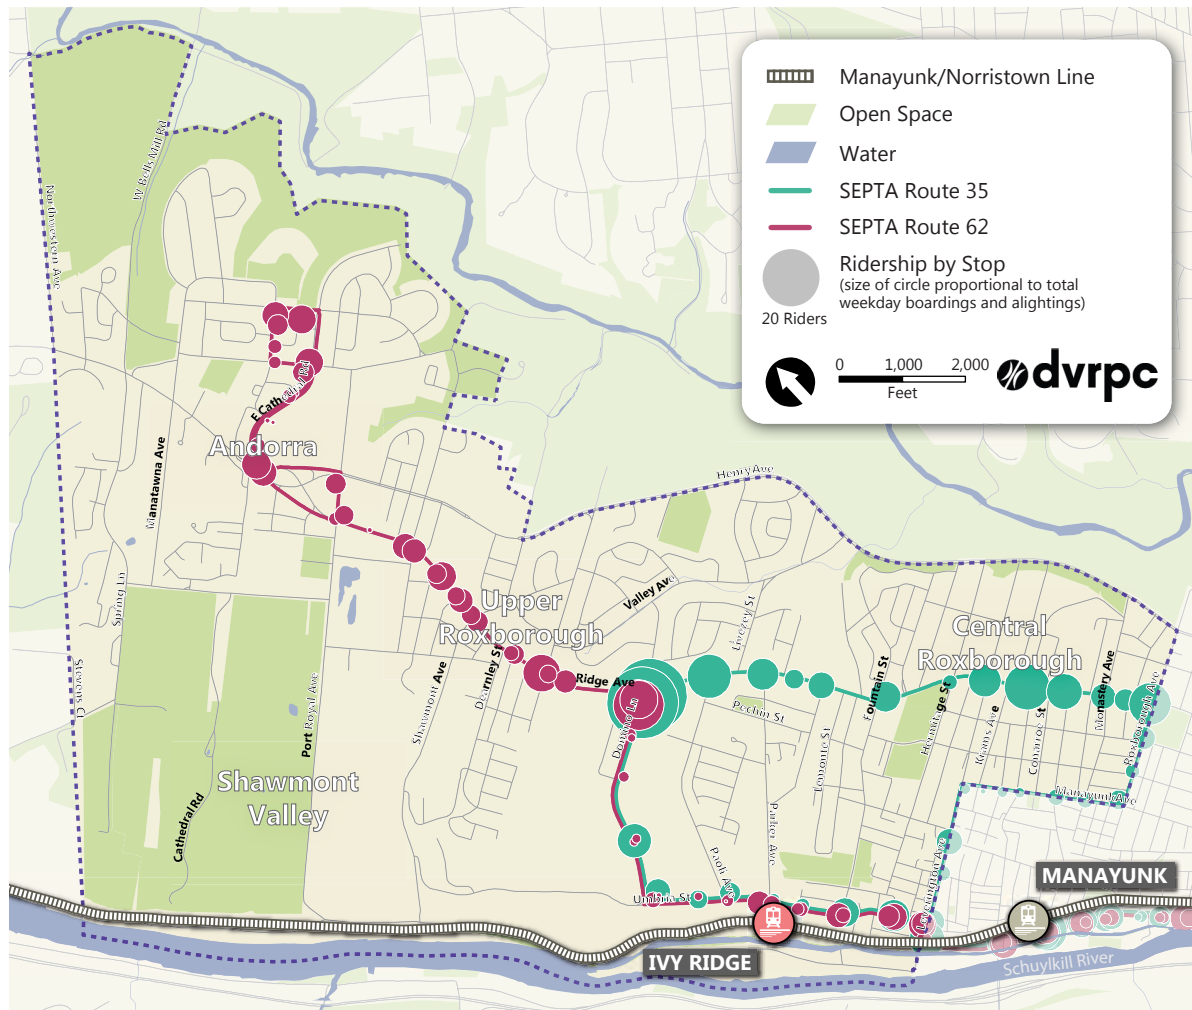 Manayunk/Norristown Line
Open Space
Water
SEPTA Route 35
SEPTA Route 62
Ridership by Stop
(size of circle proportional to total
weekday boardings and alightings)
20 Riders
0 1,000 2,000
Feet
dvrpc
W Bells Mill Rd
Northwestern Ave
E Cathedral Rd
Andorra
Manatawna Ave
Henry Ave
Spring Ln
Valley Ave
Upper
Roxborough
Livezey St
Central
Roxborough
Stevens Ct
Port Royal Ave
Shawmont Ave
Dearnley St
Ridge Ave
Domino Ln
Pechin St
Fountain St
Hermitage St
Krams Ave
Conarroe St
Monastery Ave
Roxborough Ave
Lemonte St
Manayunk Ave
Shawmont
Valley
Cathedral Rd
Parker Ave
Paoli Ave
Umbria St
Leverington Ave
MANAYUNK
IVY RIDGE
Schuylkill River